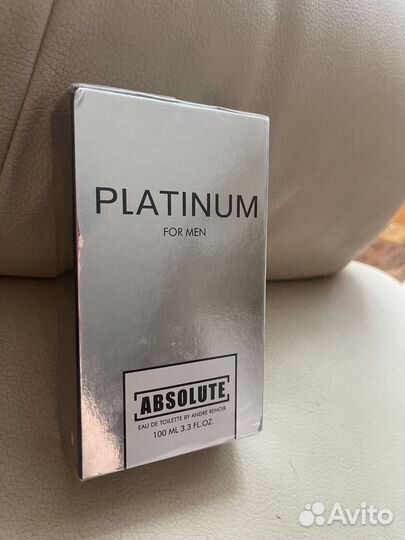 PLATINUM
FOR MEN
[ABSOLUTE]
EAU DE TOILETTE BY ANDRE RENOIR
100 ML 3.3 FL.OZ.
Avito